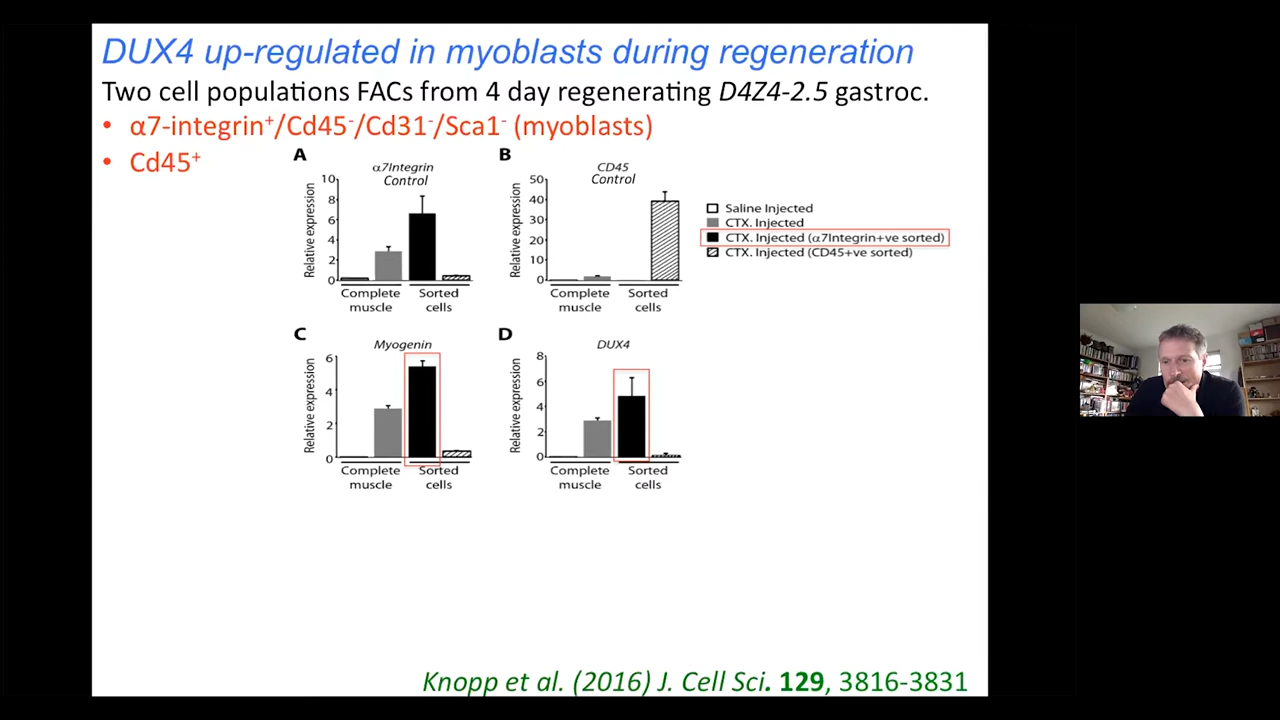 DUX4 up-regulated in myoblasts during regeneration
Two cell populations FACs from 4 day regenerating D4Z4-2.5 gastroc.
• α7-integrin⁺/Cd45⁻/Cd31⁻/Sca1⁻ (myoblasts)
• Cd45⁺
A
α7Integrin
Control
Relative expression
10
8
6
4
2
0
Complete muscle
Sorted cells
B
CD45
Control
Relative expression
50
40
30
20
10
0
Complete muscle
Sorted cells
Saline Injected
CTX. Injected
CTX. Injected (α7Integrin+ve sorted)
CTX. Injected (CD45+ve sorted)
C
Myogenin
Relative expression
6
4
2
0
Complete muscle
Sorted cells
D
DUX4
Relative expression
8
6
4
2
0
Complete muscle
Sorted cells
Knopp et al. (2016) J. Cell Sci. 129, 3816-3831